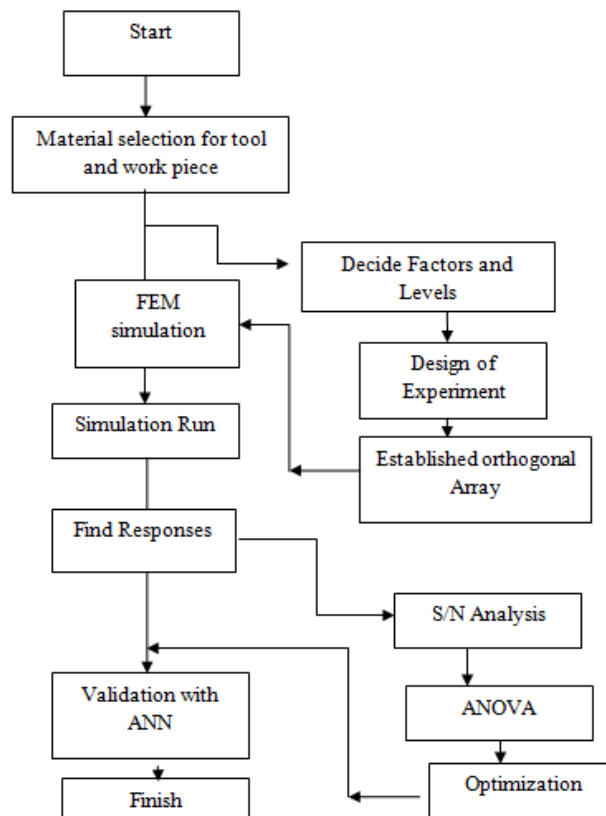 Start
Material selection for tool
and work piece
Decide Factors and
Levels
FEM
simulation
Design of
Experiment
Simulation Run
Established orthogonal
Array
Find Responses
S/N Analysis
Validation with
ANN
ANOVA
Optimization
Finish